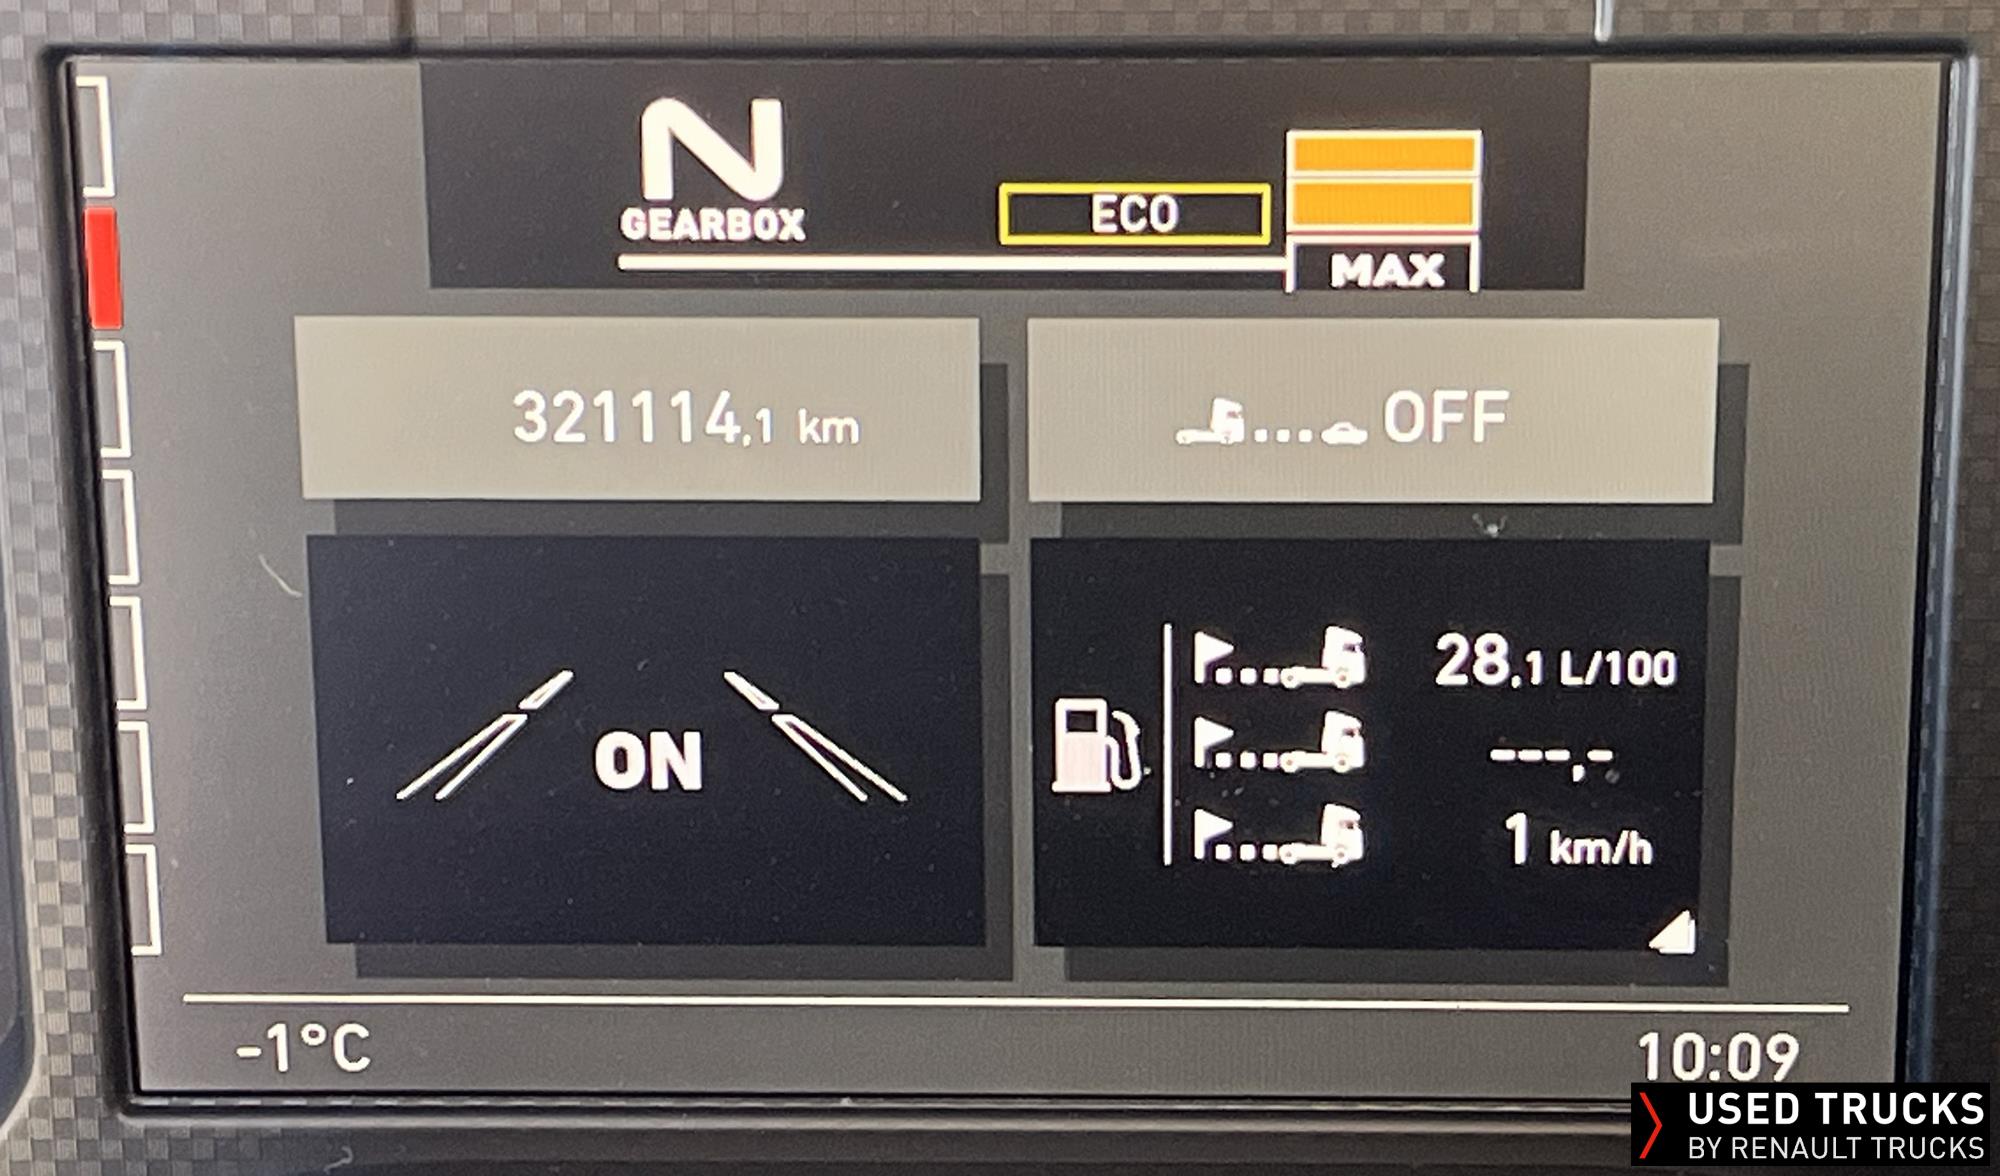 N
GEARBOX
ECO
MAX
321114,1 km
OFF
ON
28,1 L/100
---,-
1 km/h
-1°C
10:09
USED TRUCKS
BY RENAULT TRUCKS